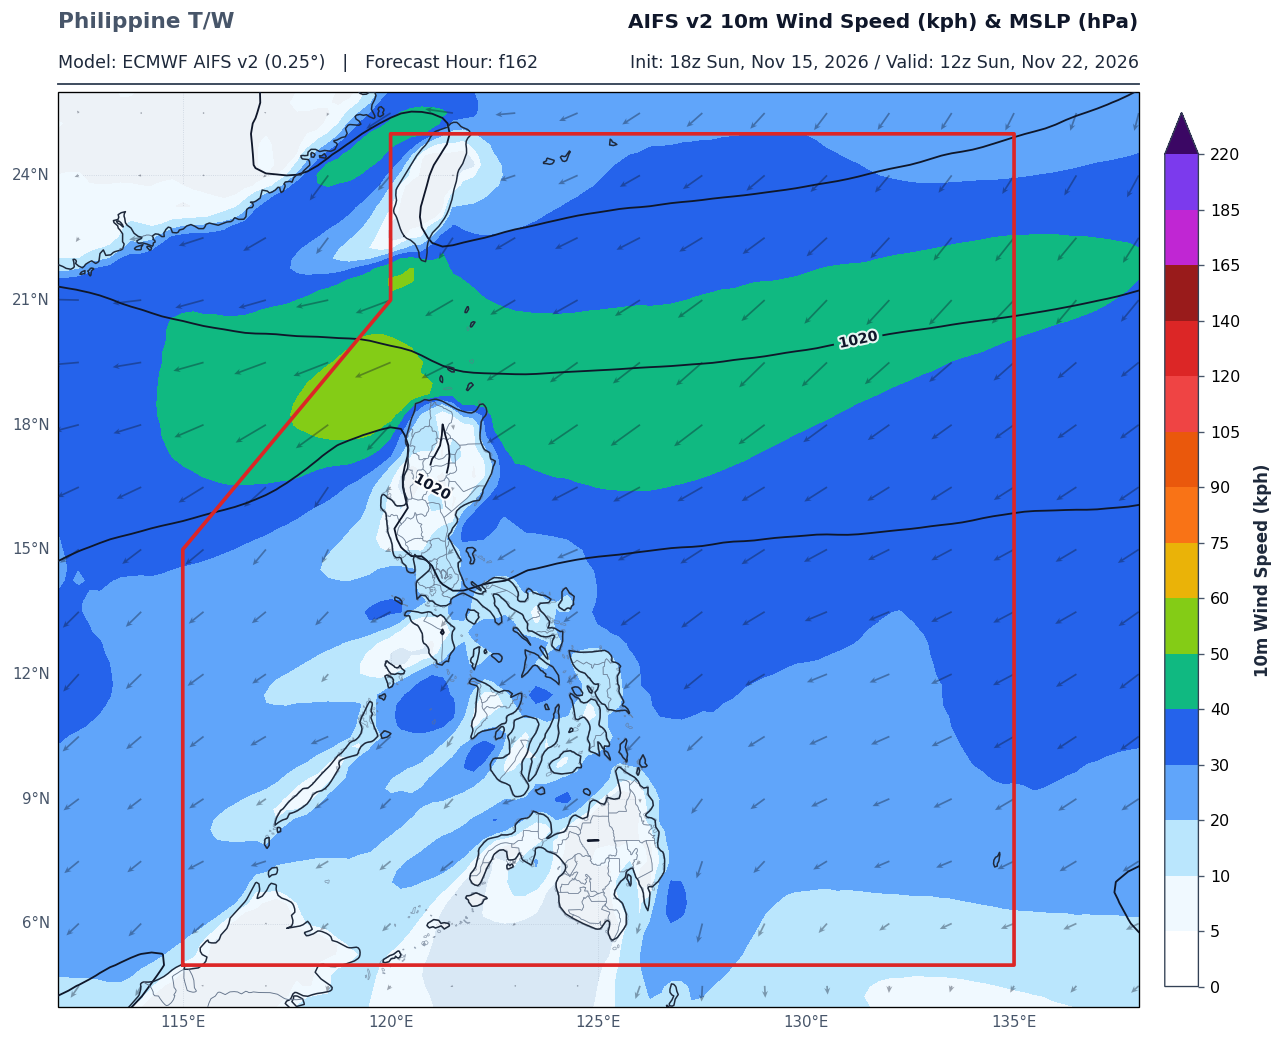 Philippine T/W
AIFS v2 10m Wind Speed (kph) & MSLP (hPa)
Model: ECMWF AIFS v2 (0.25°)   |   Forecast Hour: f162
Init: 18z Sun, Nov 15, 2026 / Valid: 12z Sun, Nov 22, 2026
24°N
21°N
18°N
15°N
12°N
9°N
6°N
115°E
120°E
125°E
130°E
135°E
1020
1020
220
185
165
140
120
105
90
75
60
50
40
30
20
10
5
0
10m Wind Speed (kph)